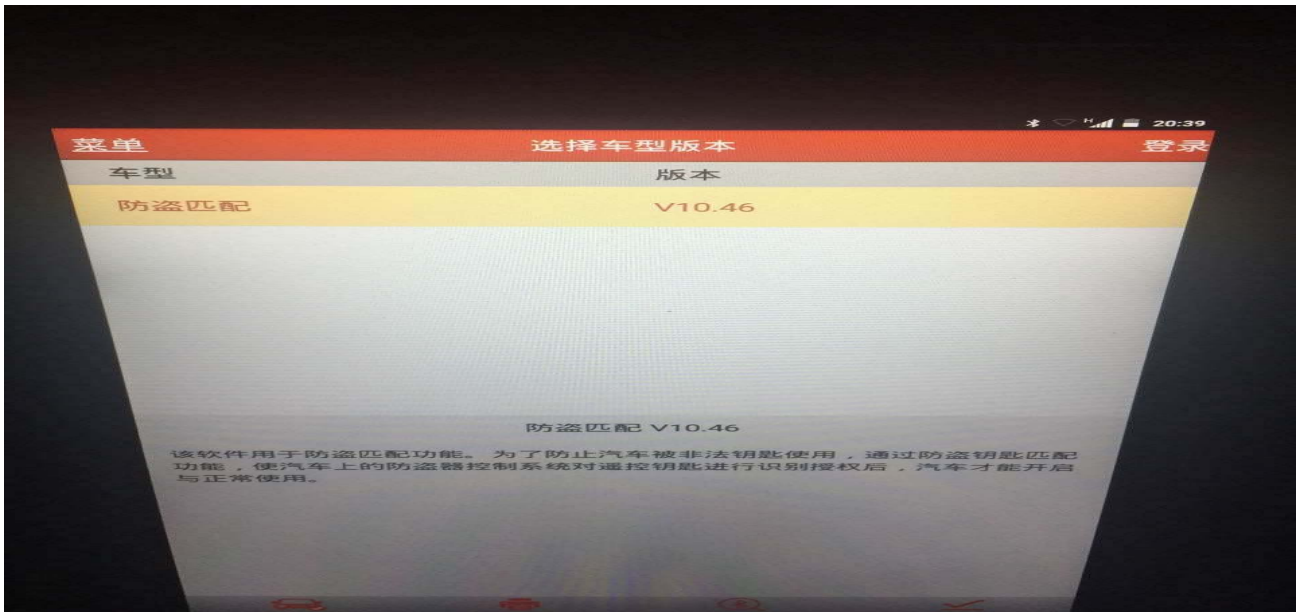 H 20:39
菜单 选择车型版本 登录
车型 版本
防盗匹配 V10.46
防盗匹配 V10.46
该软件用于防盗匹配功能。为了防止汽车被非法钥匙使用，通过防盗钥匙匹配
功能，使汽车上的防盗器控制系统对遥控钥匙进行识别授权后，汽车才能开启
与正常使用。